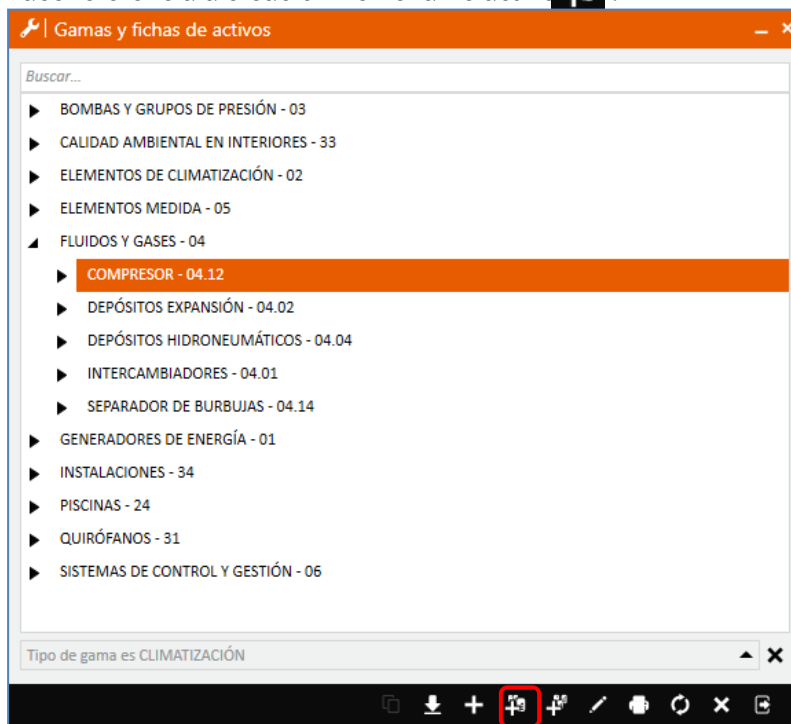 Gamas y fichas de activos
Buscar...
BOMBAS Y GRUPOS DE PRESIÓN - 03
CALIDAD AMBIENTAL EN INTERIORES - 33
ELEMENTOS DE CLIMATIZACIÓN - 02
ELEMENTOS MEDIDA - 05
FLUIDOS Y GASES - 04
COMPRESOR - 04.12
DEPÓSITOS EXPANSIÓN - 04.02
DEPÓSITOS HIDRONEUMÁTICOS - 04.04
INTERCAMBIADORES - 04.01
SEPARADOR DE BURBUJAS - 04.14
GENERADORES DE ENERGÍA - 01
INSTALACIONES - 34
PISCINAS - 24
QUIRÓFANOS - 31
SISTEMAS DE CONTROL Y GESTIÓN - 06
Tipo de gama es CLIMATIZACIÓN